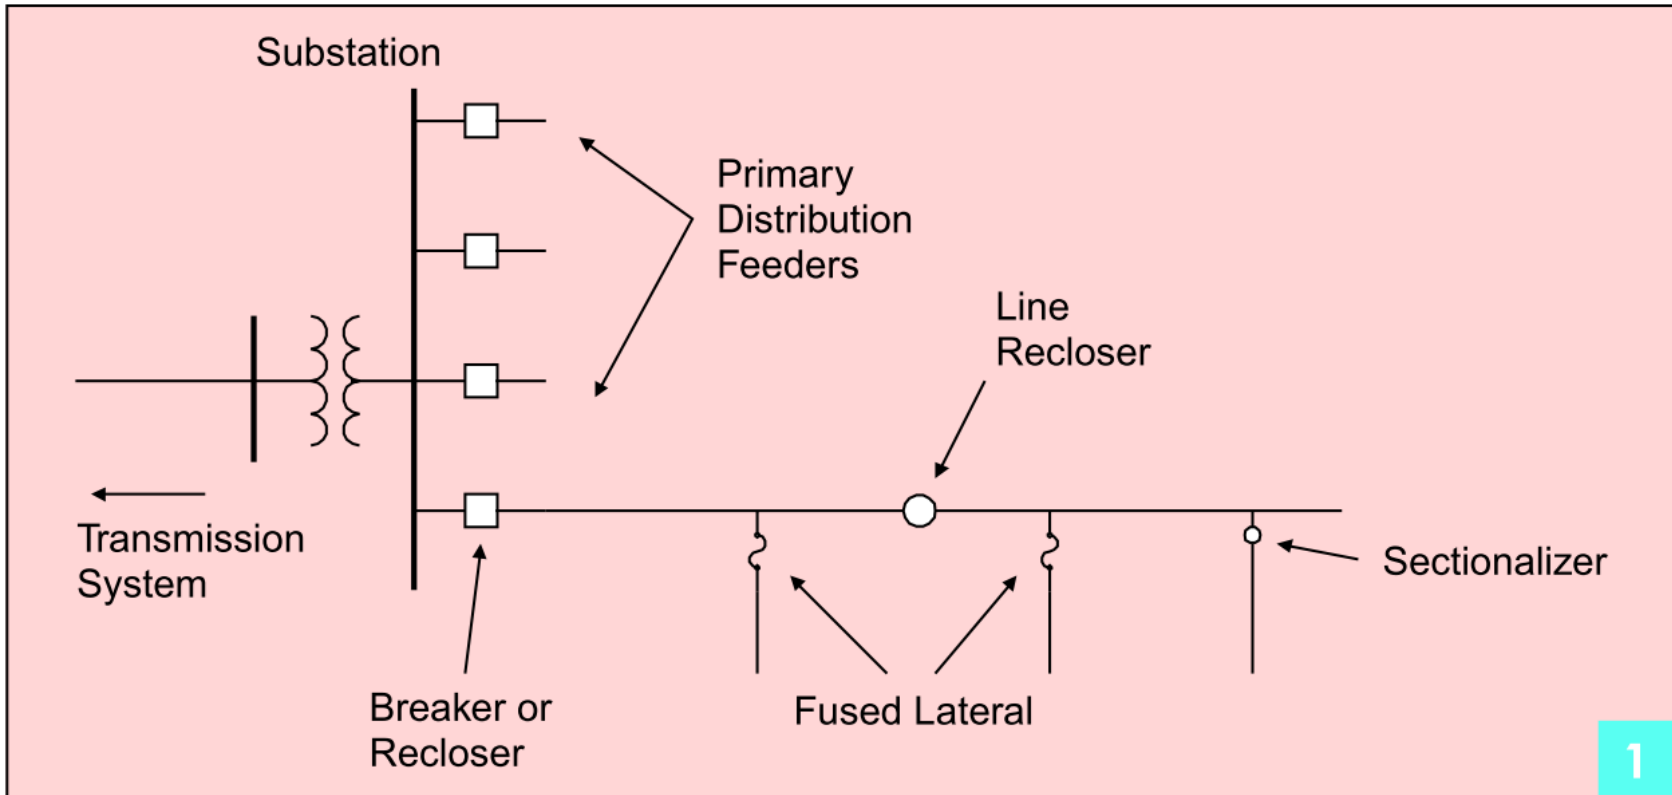 Substation
Primary
Distribution
Feeders
Line
Recloser
Transmission
System
Sectionalizer
Breaker or
Recloser
Fused Lateral
1